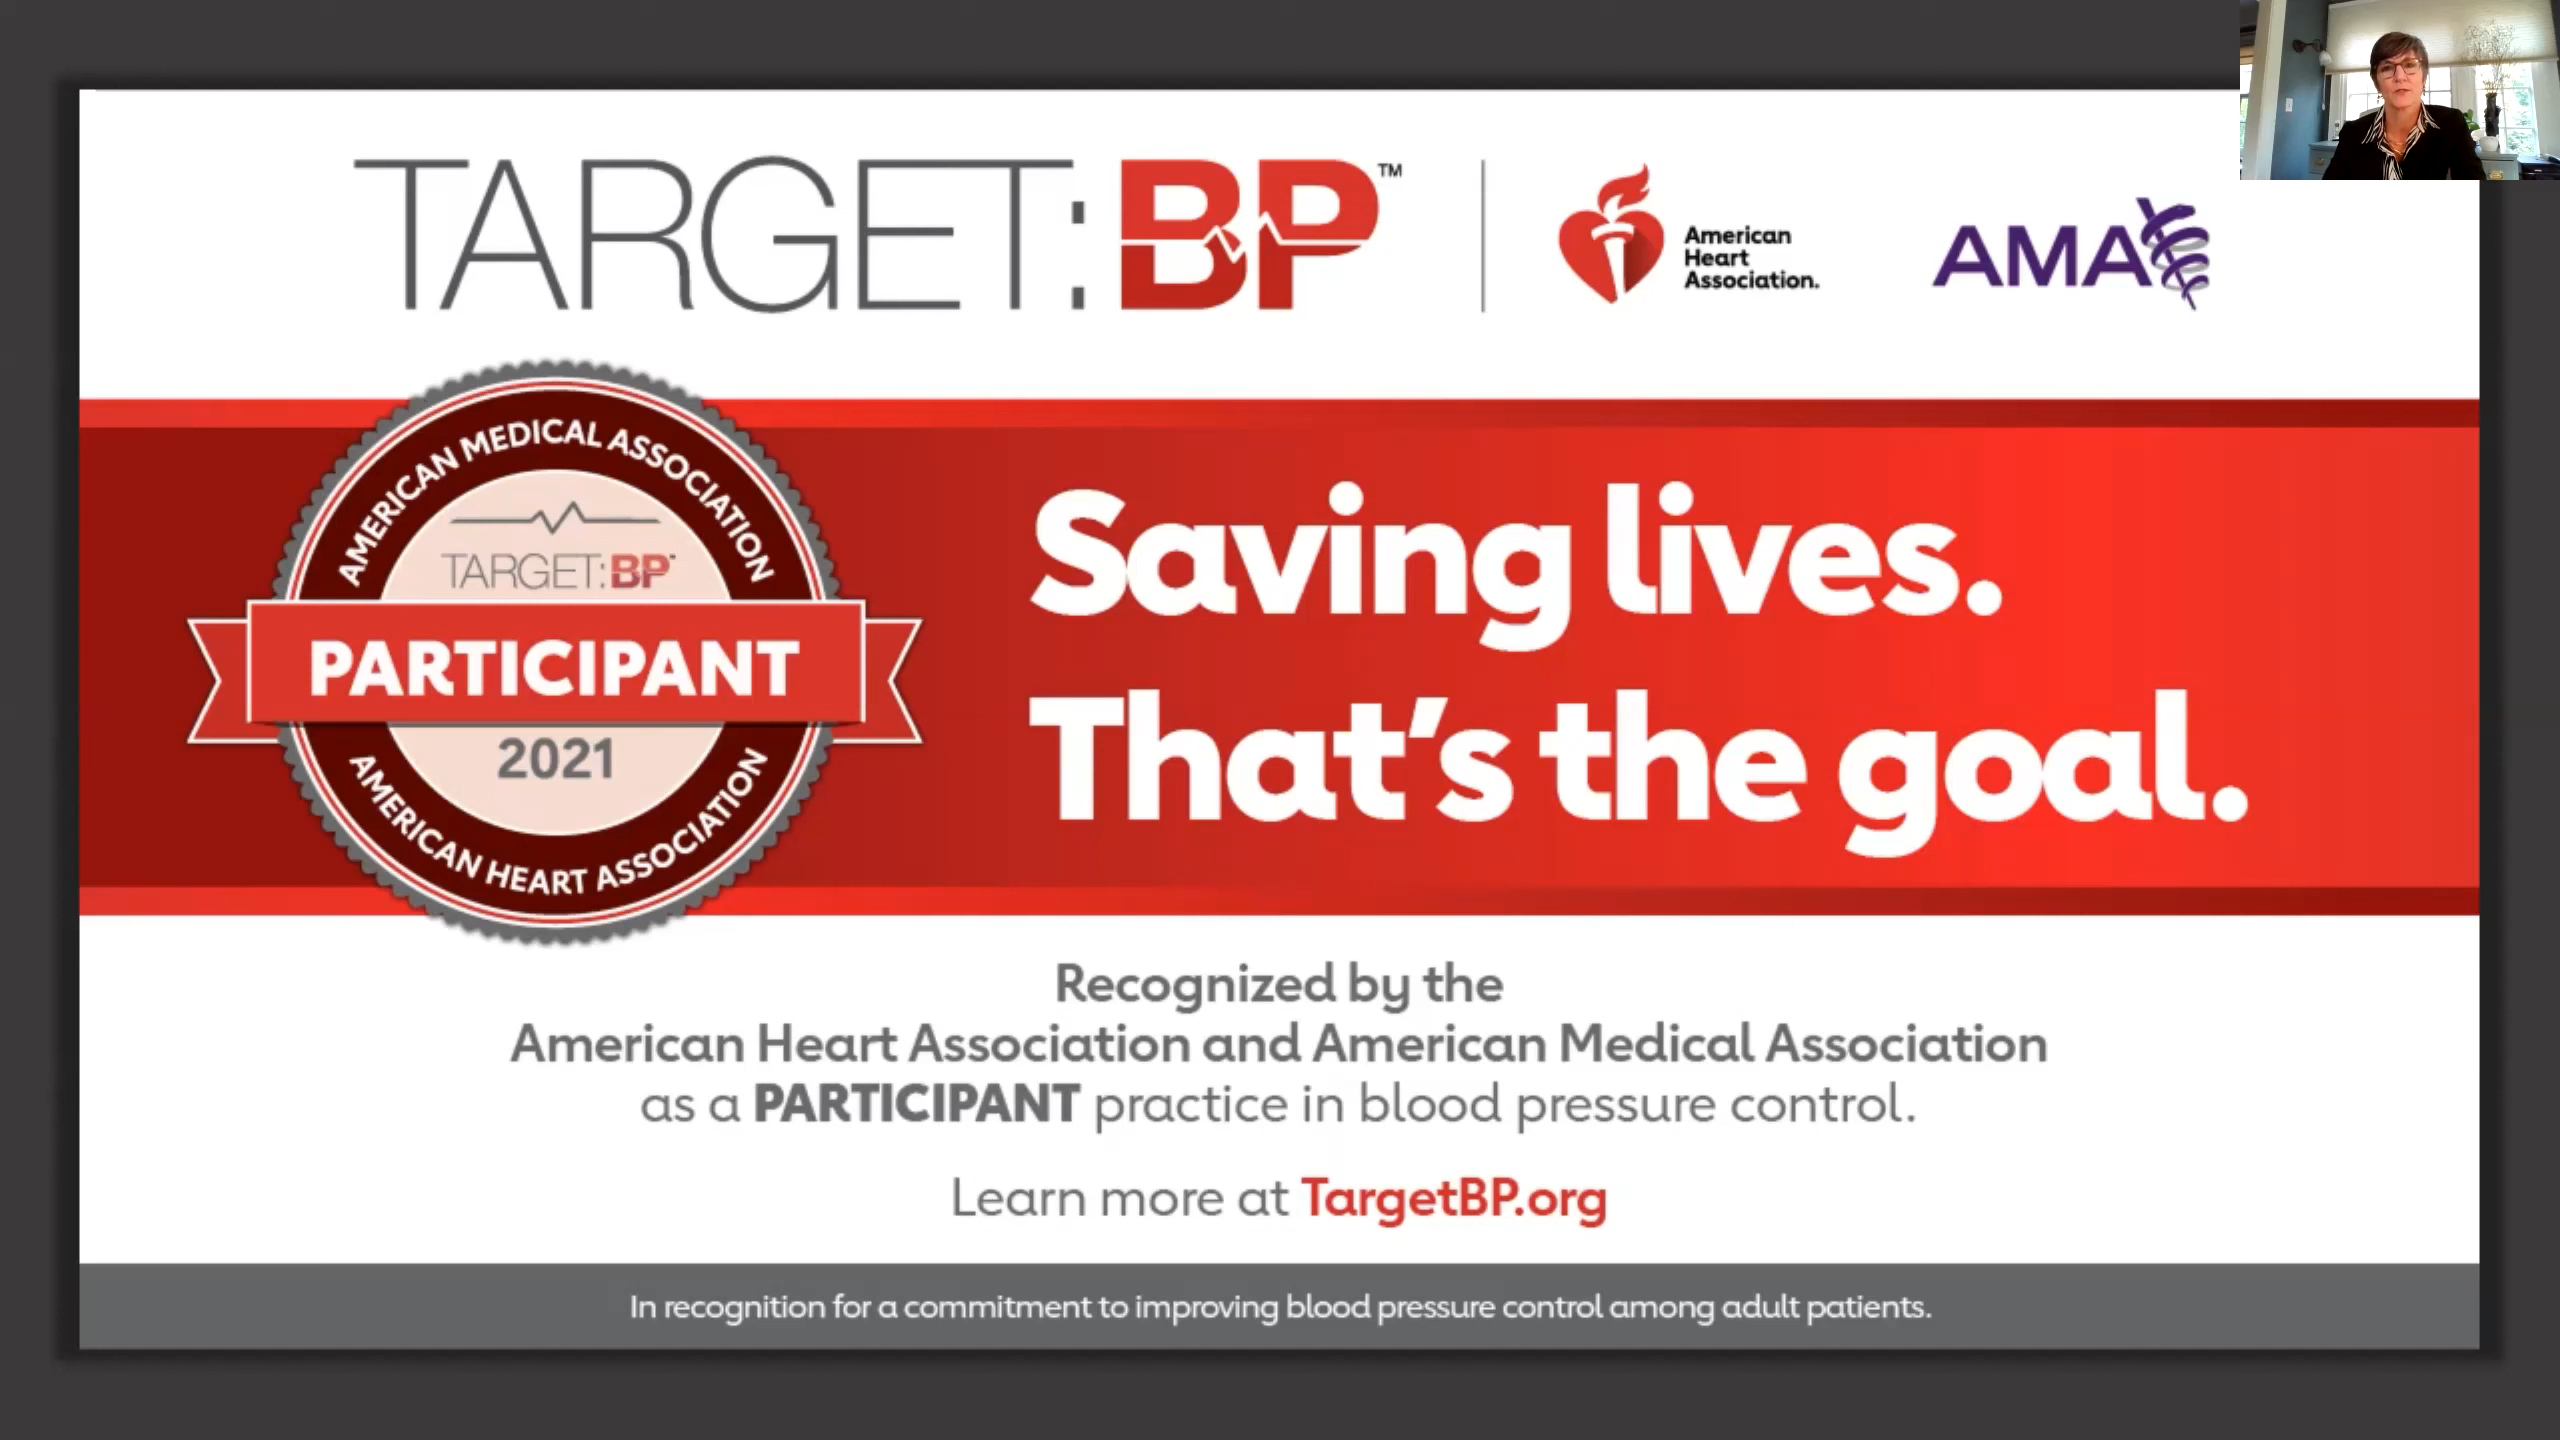 TARGET:BP™
American
Heart
Association.
AMA
AMERICAN MEDICAL ASSOCIATION
TARGET:BP™
PARTICIPANT
2021
AMERICAN HEART ASSOCIATION
Saving lives.
That's the goal.
Recognized by the
American Heart Association and American Medical Association
as a PARTICIPANT practice in blood pressure control.
Learn more at TargetBP.org
In recognition for a commitment to improving blood pressure control among adult patients.